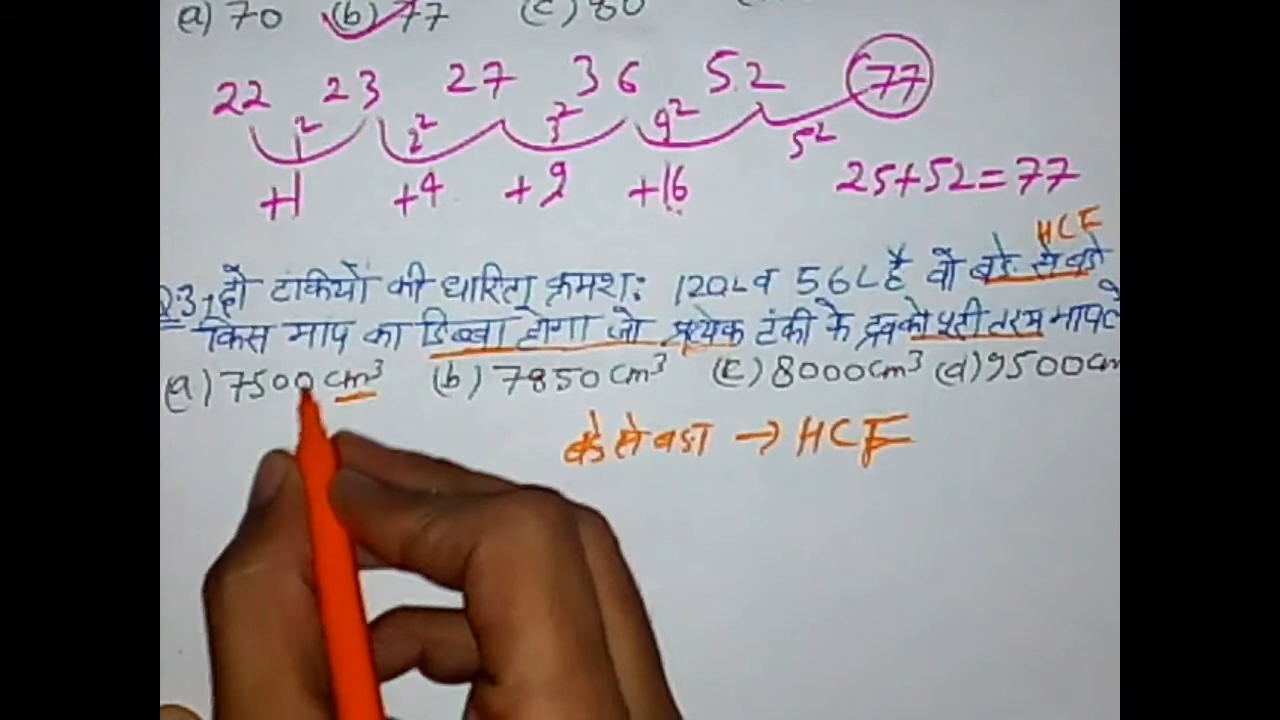 a) 70 (b) 77 (c) 80
22 23 27 36 52 77
1² 2² 3² 4² 5²
+1 +4 +9 +16 25+52=77
HCF
Q.3, दो टांकियों की धारिता क्रमशः 120L व 56L है तो बडे से बडे
किस माप का डिब्बा होगा जो प्रत्येक टंकी के द्रव को पूरी तरह माप ले
(a) 7500 cm³ (b) 7850 cm³ (c) 8000 cm³ (d) 9500 cm
बडे से बडा → HCF